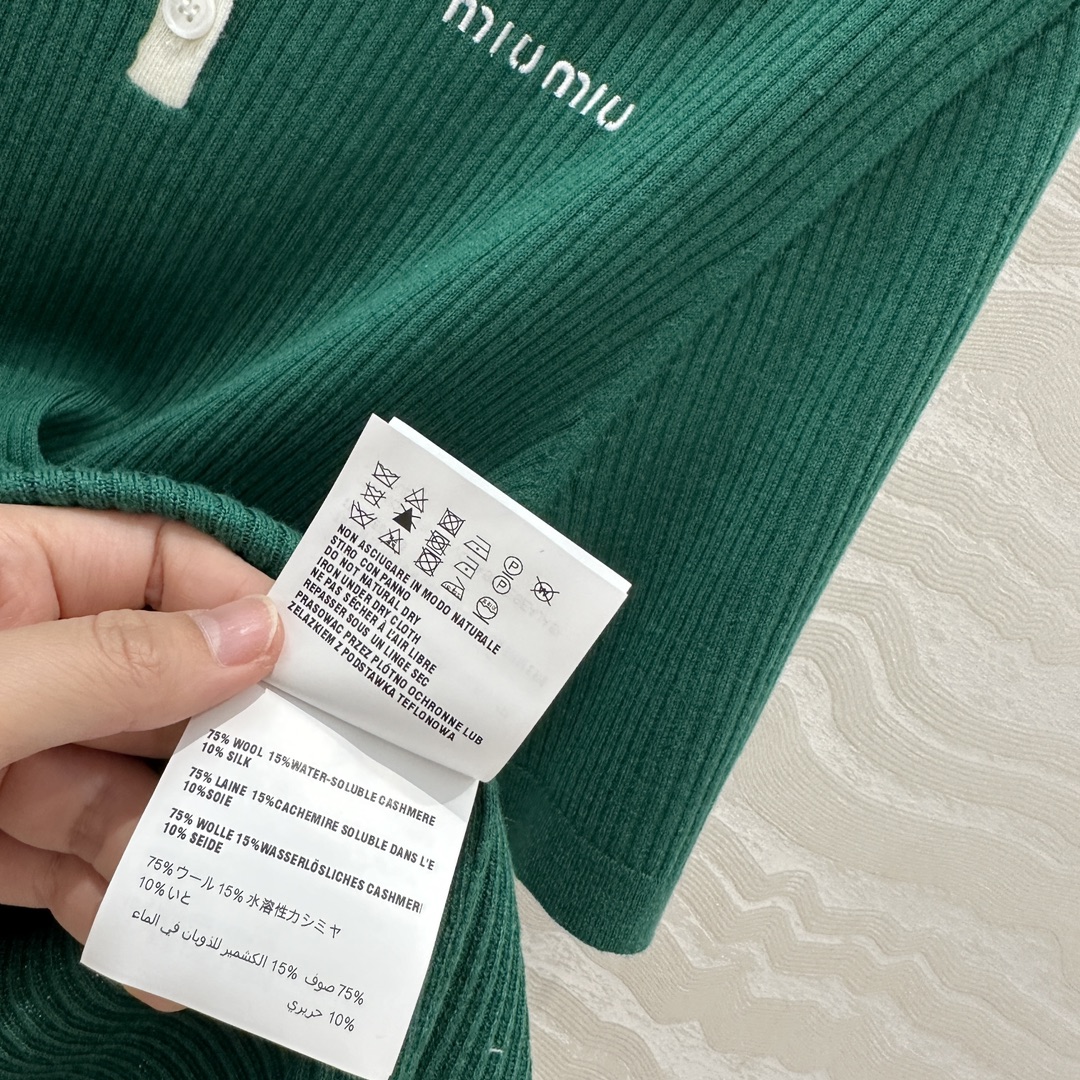 miu miu
NON ASCIUGARE IN MODO NATURALE
STIRO CON PANNO
DO NOT NATURAL DRY
IRON UNDER DRY CLOTH
NE PAS SÉCHER À L'AIR LIBRE
REPASSER SOUS UN LINGE SEC
PRASOWAC PRZEZ PLÓTNO OCHRONNE LUB
ZELAZKIEM Z PODSTAWKA TEFLONOWA
75% WOOL 15%WATER-SOLUBLE CASHMERE
10% SILK
75% LAINE 15%CACHEMIRE SOLUBLE DANS L'E
10%SOIE
75% WOLLE 15%WASSERLÖSLICHES CASHMERI
10% SEIDE
75%ウール 15%水溶性カシミヤ
10%いと
75% صوف 15% الكشمير للذوبان في الماء
10% حريري